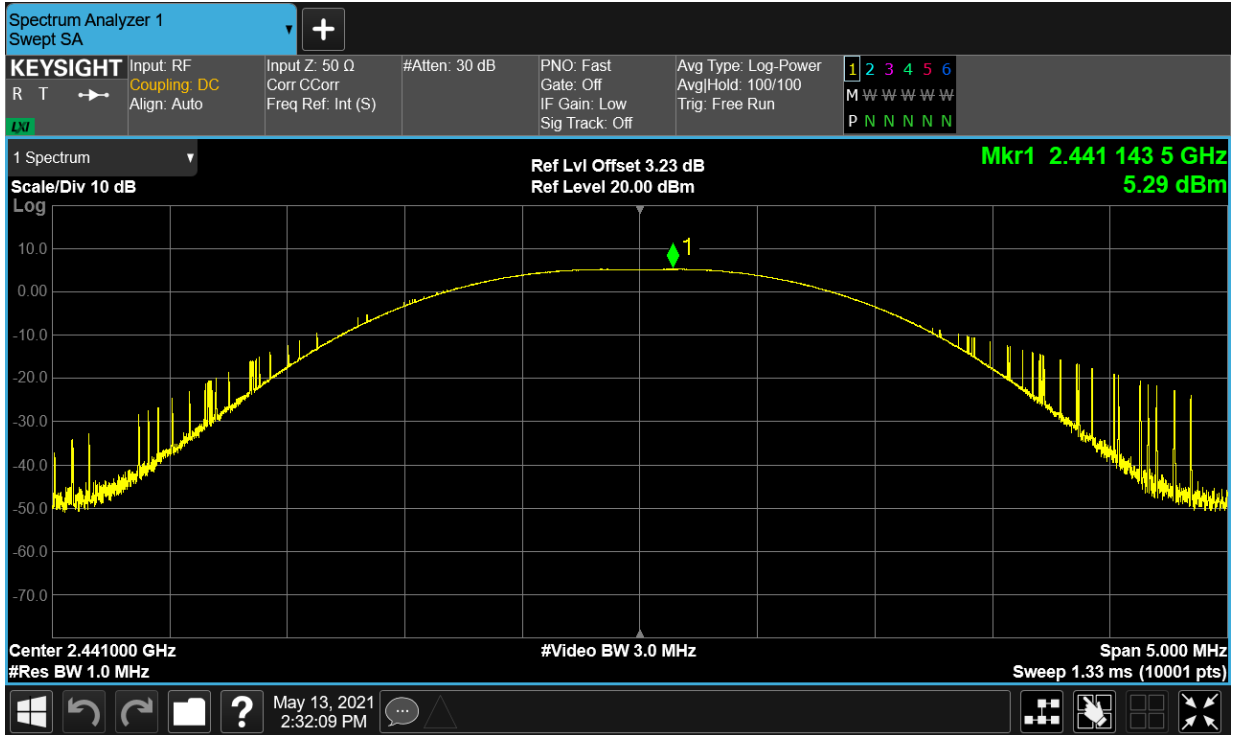 Spectrum Analyzer 1
Swept SA
▼
+
KEYSIGHT Input: RF Input Z: 50 Ω #Atten: 30 dB PNO: Fast Avg Type: Log-Power 1 2 3 4 5 6
R T Coupling: DC Corr CCorr Gate: Off Avg|Hold: 100/100 M W W W W W
Align: Auto Freq Ref: Int (S) IF Gain: Low Trig: Free Run
LXI Sig Track: Off P N N N N N
1 Spectrum ▼ Ref Lvl Offset 3.23 dB Mkr1 2.441 143 5 GHz
Scale/Div 10 dB Ref Level 20.00 dBm 5.29 dBm
Log
1
10.0
0.00
-10.0
-20.0
-30.0
-40.0
-50.0
-60.0
-70.0
Center 2.441000 GHz #Video BW 3.0 MHz Span 5.000 MHz
#Res BW 1.0 MHz Sweep 1.33 ms (10001 pts)
? May 13, 2021
2:32:09 PM